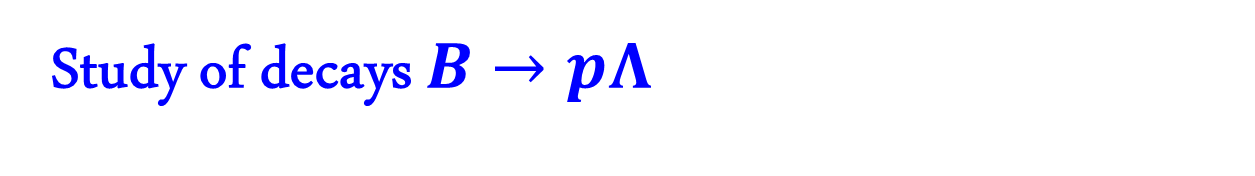 Study of decays B → pΛ